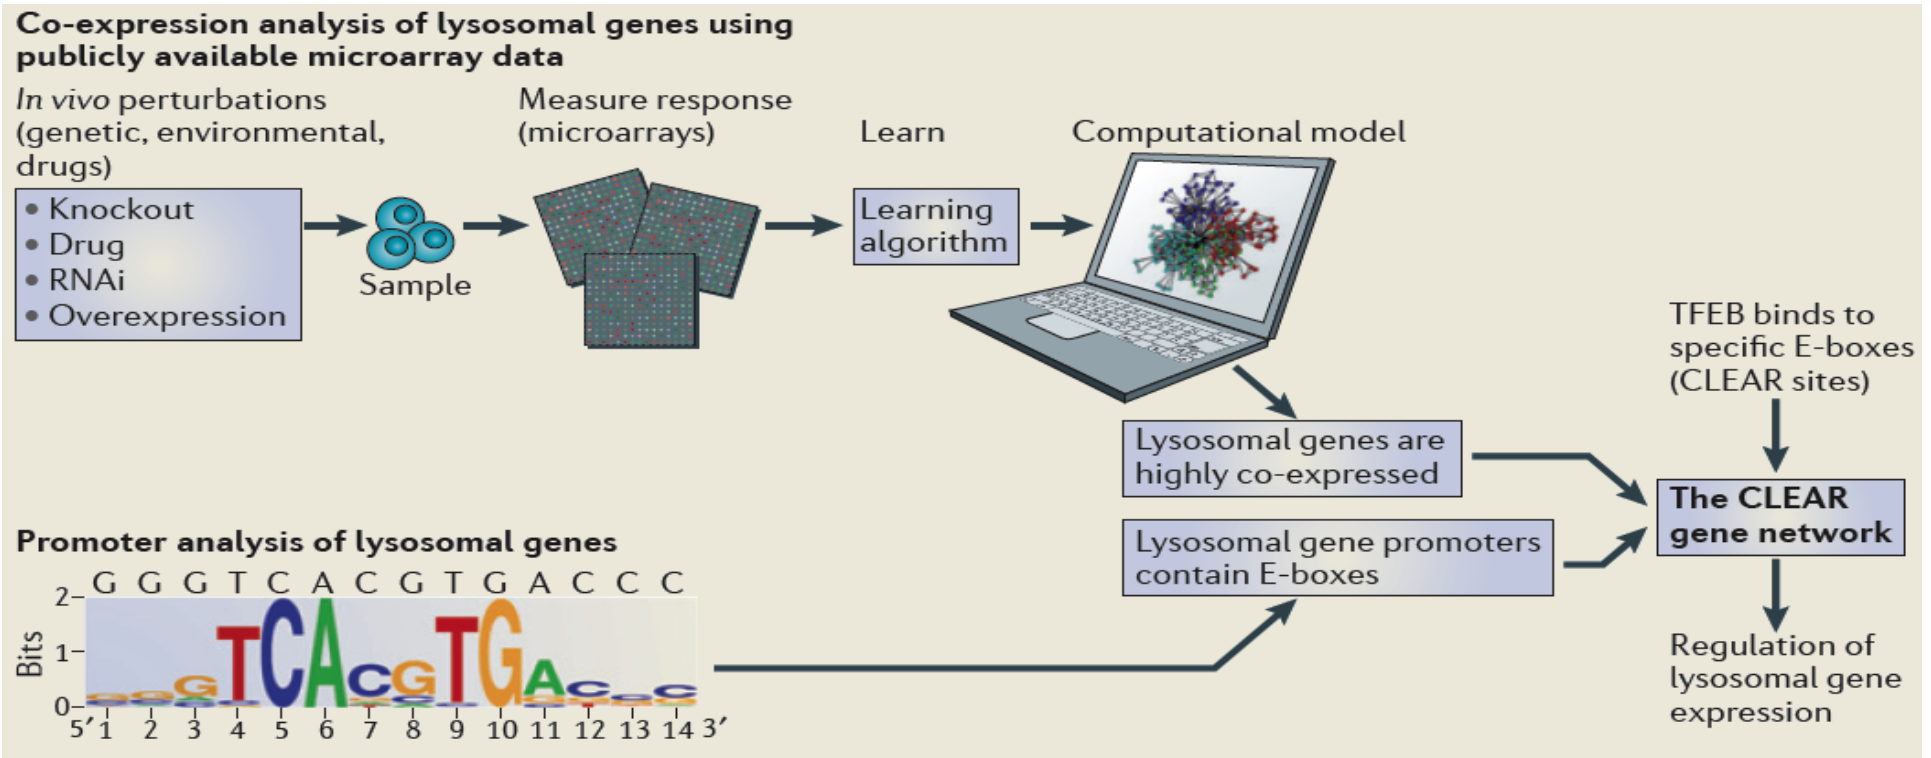 Co-expression analysis of lysosomal genes using
publicly available microarray data
In vivo perturbations
(genetic, environmental,
drugs)
• Knockout
• Drug
• RNAi
• Overexpression
Sample
Measure response
(microarrays)
Learn
Learning
algorithm
Computational model
Lysosomal genes are
highly co-expressed
Lysosomal gene promoters
contain E-boxes
TFEB binds to
specific E-boxes
(CLEAR sites)
The CLEAR
gene network
Regulation of
lysosomal gene
expression
Promoter analysis of lysosomal genes
G G G T C A C G T G A C C C
Bits
2
1
0
G G G T C A C G T G A C C C
5′ 1 2 3 4 5 6 7 8 9 10 11 12 13 14 3′